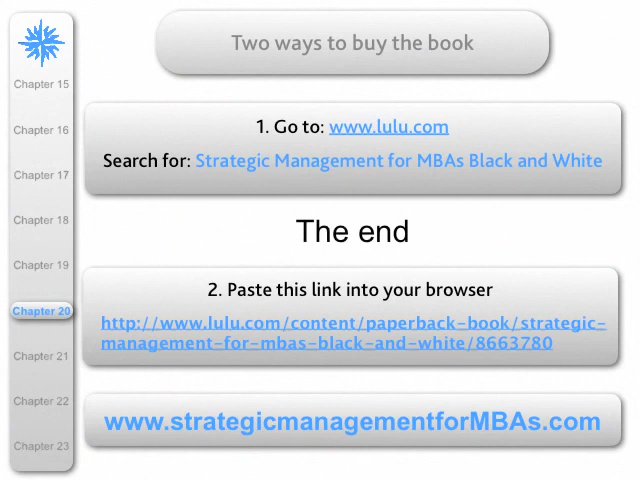 Two ways to buy the book
Chapter 15
Chapter 16
Chapter 17
Chapter 18
Chapter 19
Chapter 20
Chapter 21
Chapter 22
Chapter 23
1. Go to: www.lulu.com
Search for: Strategic Management for MBAs Black and White
The end
2. Paste this link into your browser
http://www.lulu.com/content/paperback-book/strategic-
management-for-mbas-black-and-white/8663780
www.strategicmanagementforMBAs.com